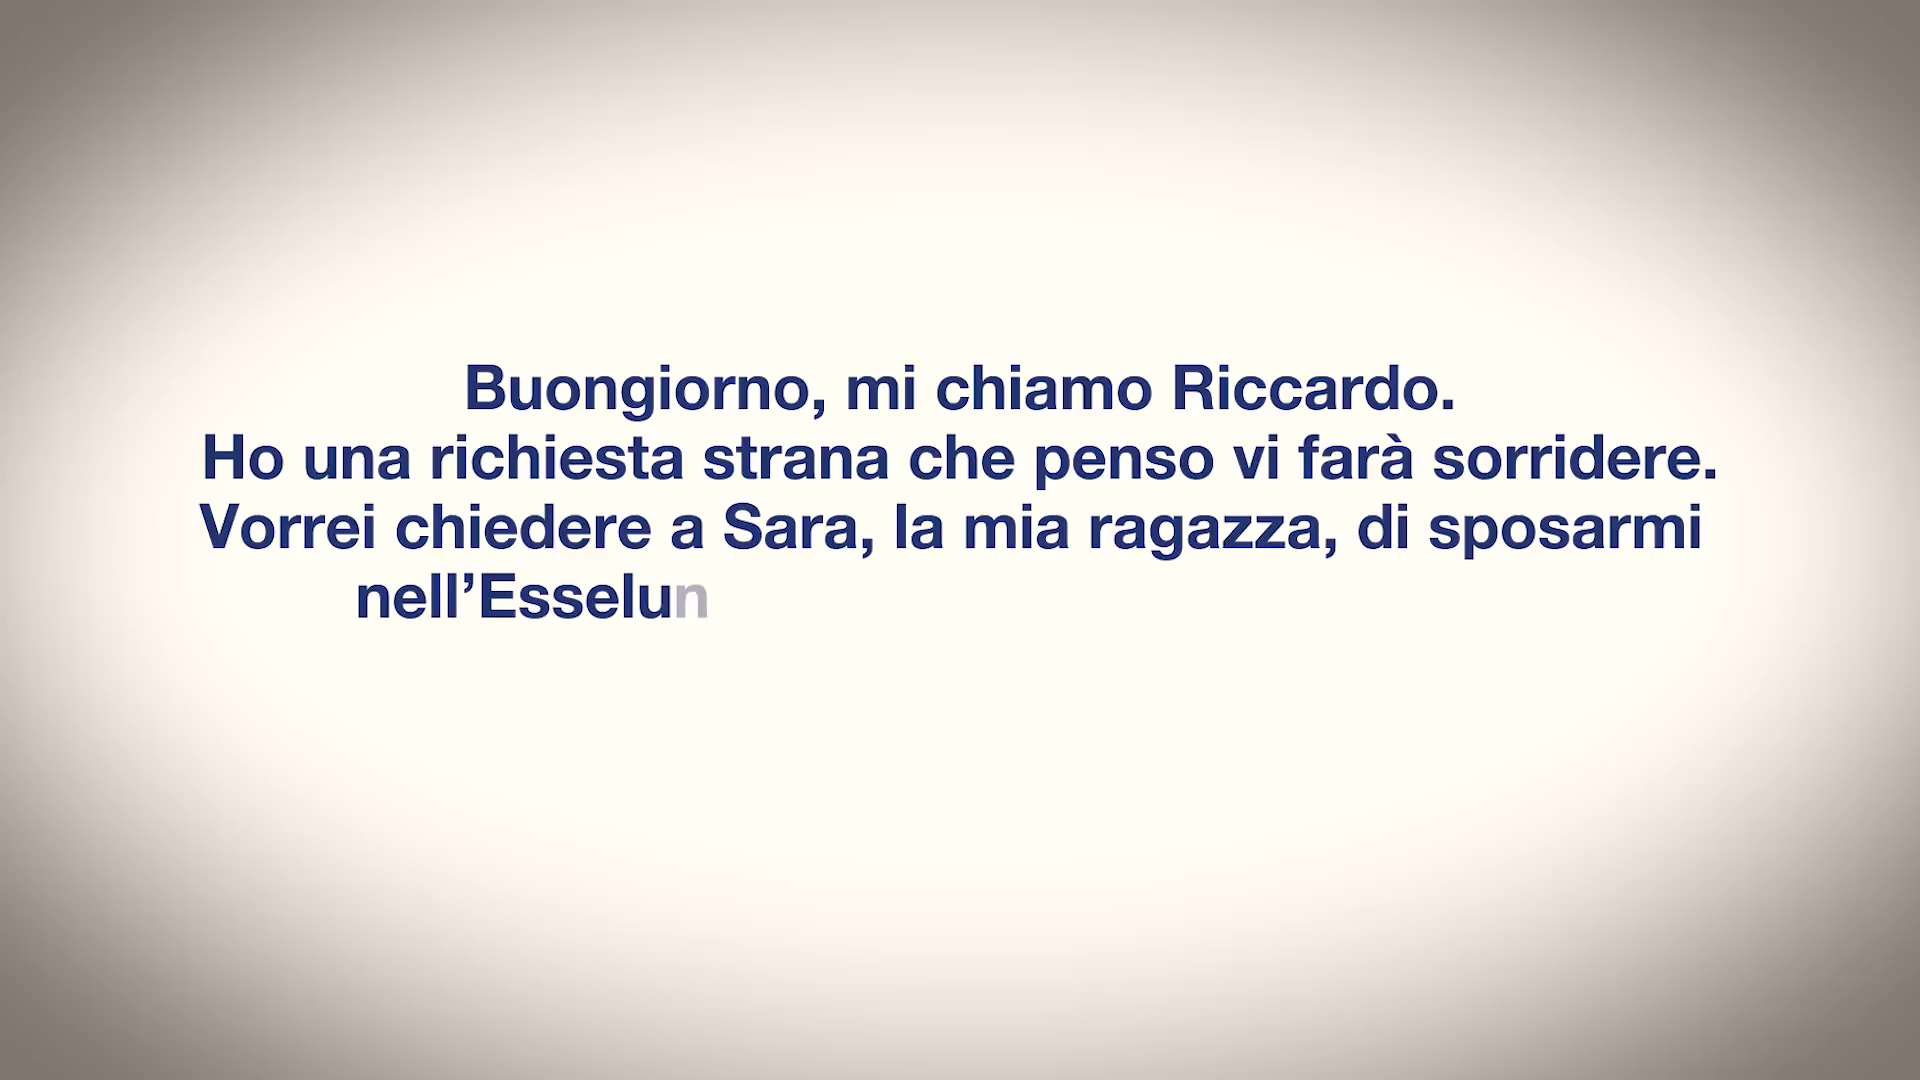 Buongiorno, mi chiamo Riccardo.
Ho una richiesta strana che penso vi farà sorridere.
Vorrei chiedere a Sara, la mia ragazza, di sposarmi
nell’Esselun